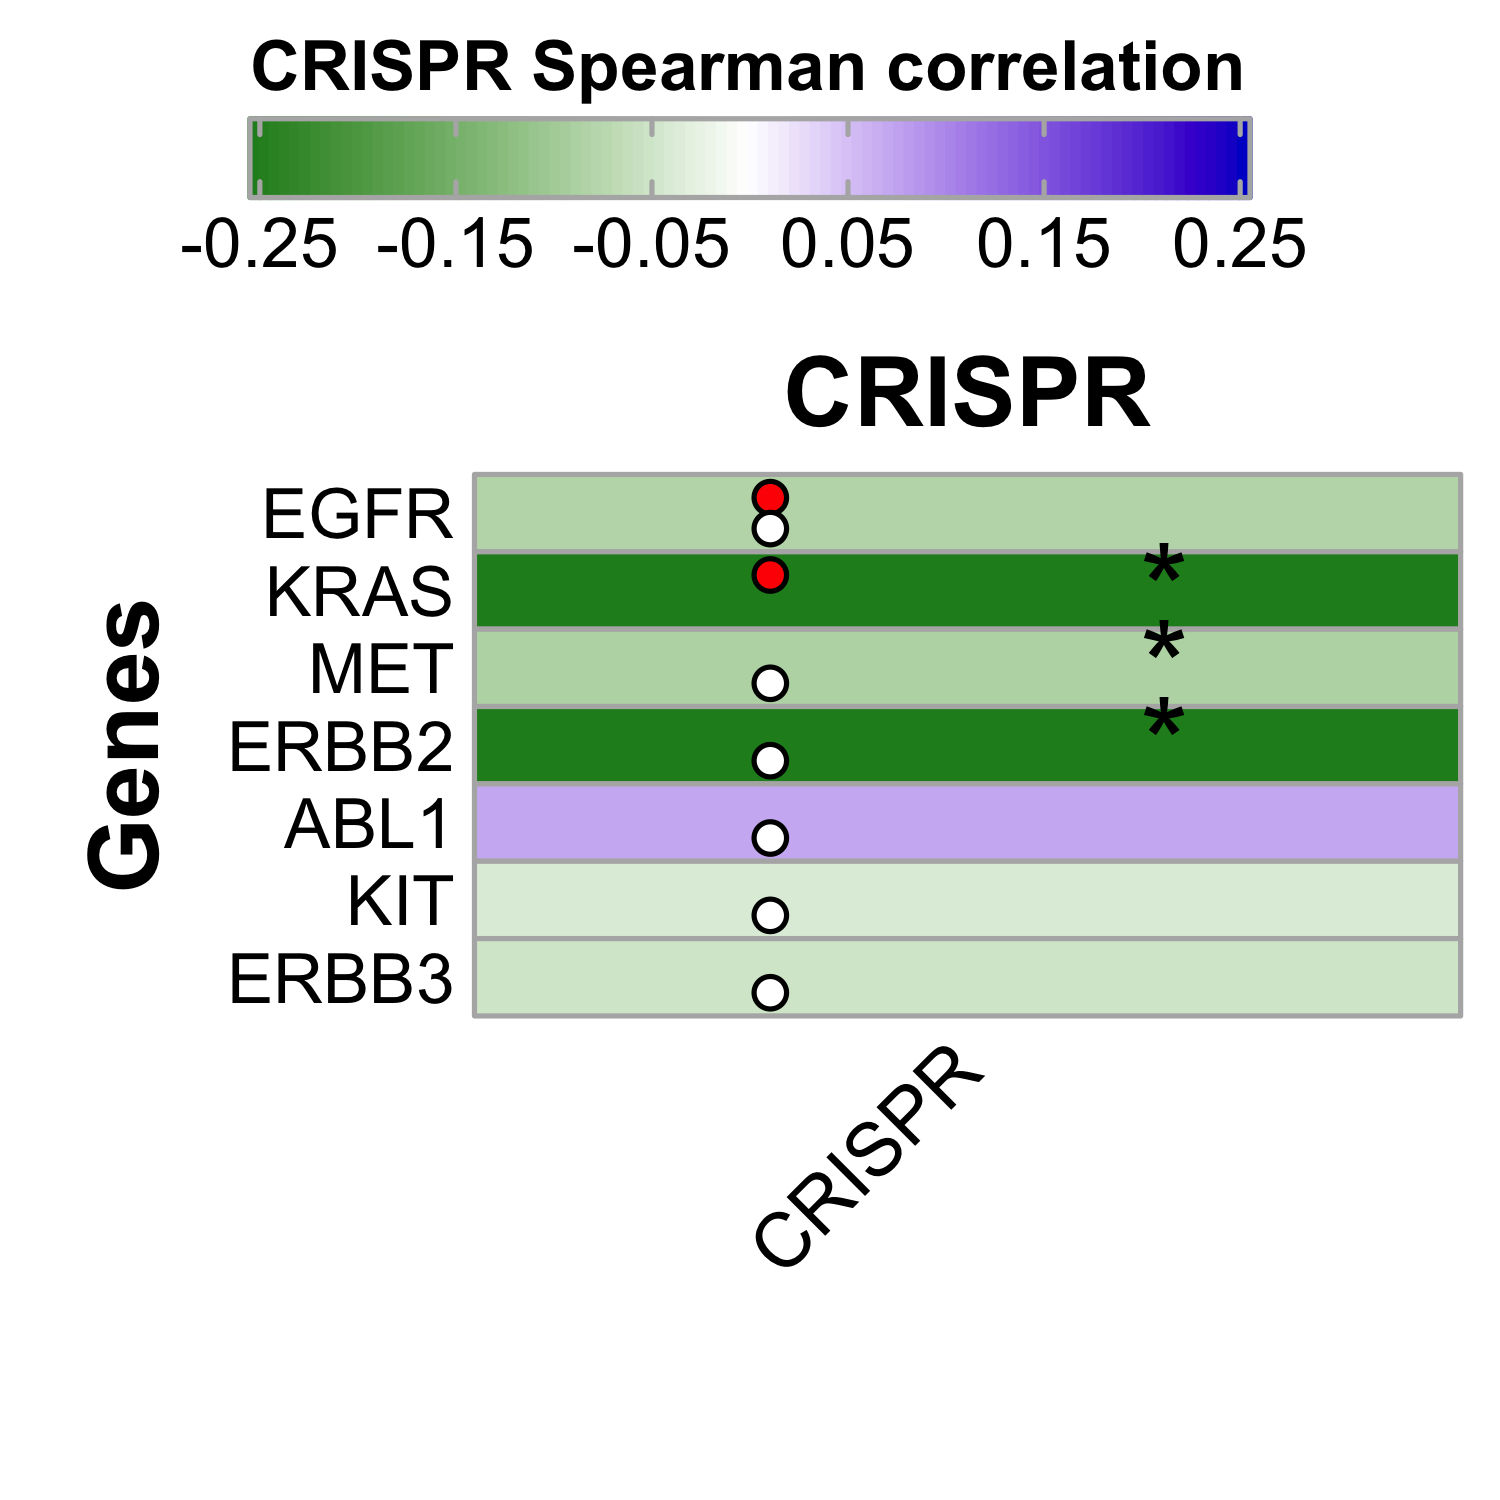 CRISPR Spearman correlation
-0.25 -0.15 -0.05 0.05 0.15 0.25
CRISPR
Genes
EGFR
KRAS *
MET *
ERBB2 *
ABL1
KIT
ERBB3
CRISPR